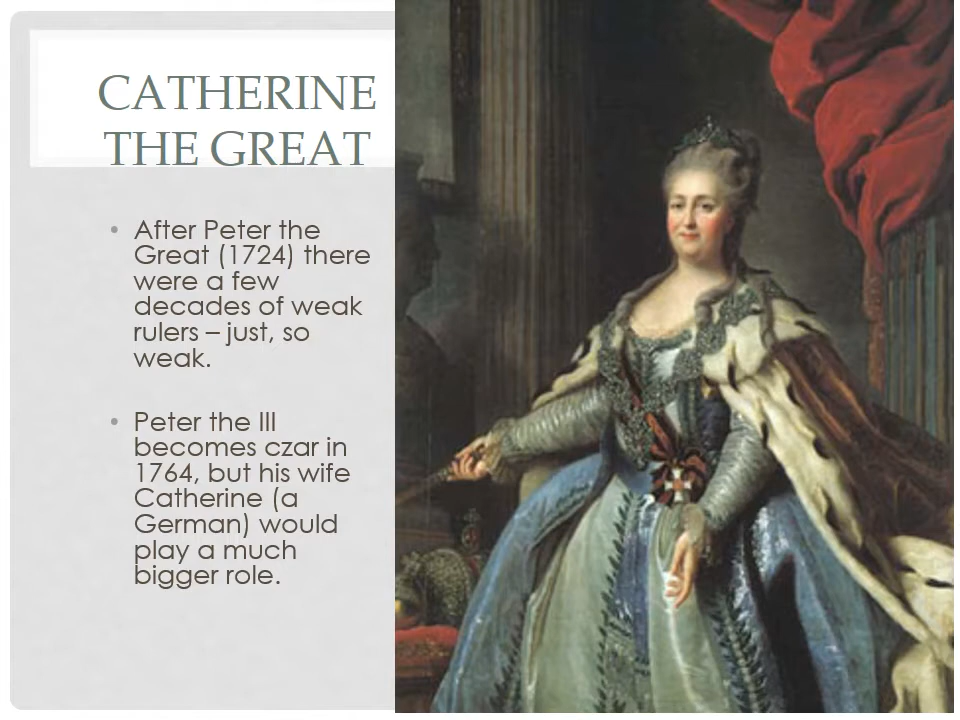 CATHERINE
THE GREAT
• After Peter the
Great (1724) there
were a few
decades of weak
rulers – just, so
weak.
• Peter the III
becomes czar in
1764, but his wife
Catherine (a
German) would
play a much
bigger role.